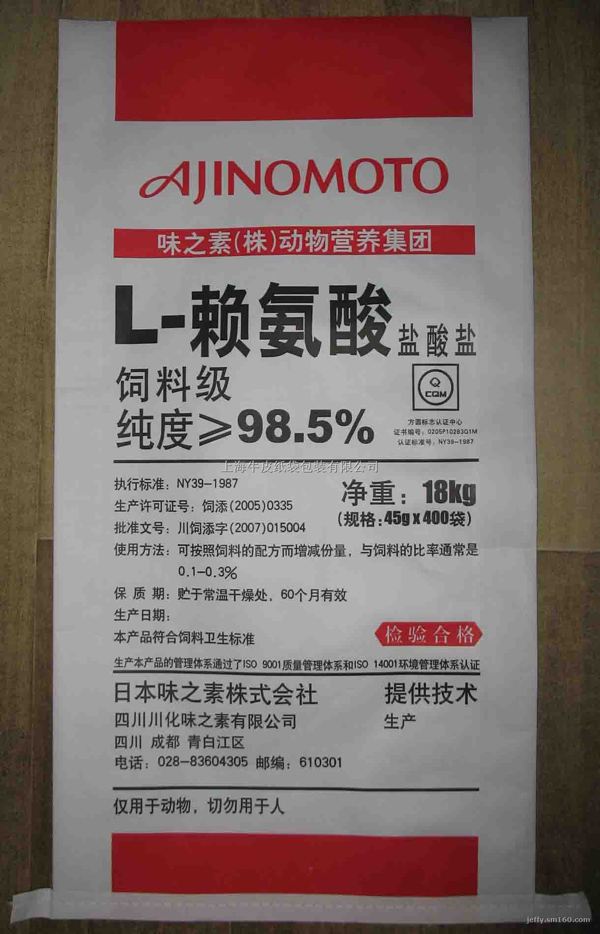 AJINOMOTO
味之素(株)动物营养集团
L-赖氨酸 盐酸盐
饲料级
纯度≥98.5%
Q
CQM
方圆标志认证中心
证书编号:0205P10283Q1M
认证标准号:NY39-1987
上海牛皮纸袋包装有限公司
执行标准:NY39-1987
生产许可证号:饲添(2005)0335
批准文号:川饲添字(2007)015004
净重:18kg
(规格:45g x 400袋)
使用方法:可按照饲料的配方而增减份量,与饲料的比率通常是
0.1-0.3%
保 质 期:贮于常温干燥处,60个月有效
生产日期:
本产品符合饲料卫生标准
检验合格
生产本产品的管理体系通过了ISO 9001质量管理体系和ISO 14001环境管理体系认证
日本味之素株式会社 提供技术
四川川化味之素有限公司 生产
四川 成都 青白江区
电话:028-83604305 邮编:610301
仅用于动物,切勿用于人
jeffy.sm160.com